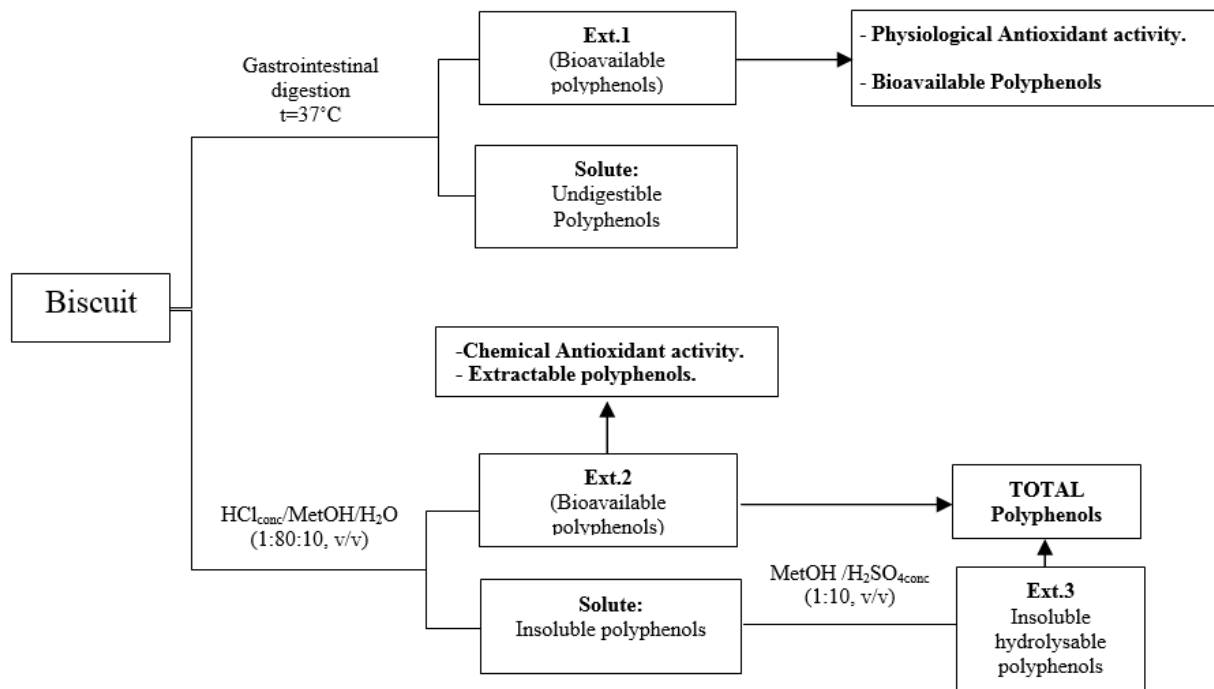 Biscuit
Gastrointestinal
digestion
t=37°C
Ext.1
(Bioavailable
polyphenols)
- Physiological Antioxidant activity.
- Bioavailable Polyphenols
Solute:
Undigestible
Polyphenols
-Chemical Antioxidant activity.
- Extractable polyphenols.
HClconc/MeOH/H2O
(1:80:10, v/v)
Ext.2
(Bioavailable
polyphenols)
TOTAL
Polyphenols
Solute:
Insoluble polyphenols
MetOH /H2SO4conc
(1:10, v/v)
Ext.3
Insoluble
hydrolysable
polyphenols